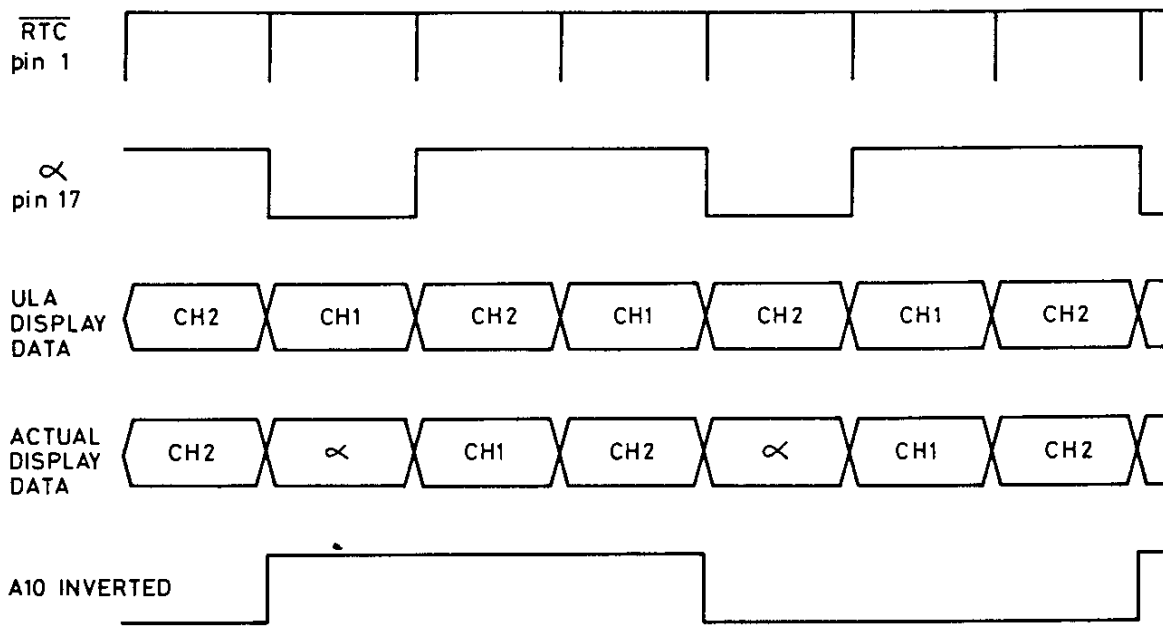 RTC
pin 1
∝
pin 17
ULA
DISPLAY
DATA
CH2 CH1 CH2 CH1 CH2 CH1 CH2
ACTUAL
DISPLAY
DATA
CH2 ∝ CH1 CH2 ∝ CH1 CH2
A10 INVERTED